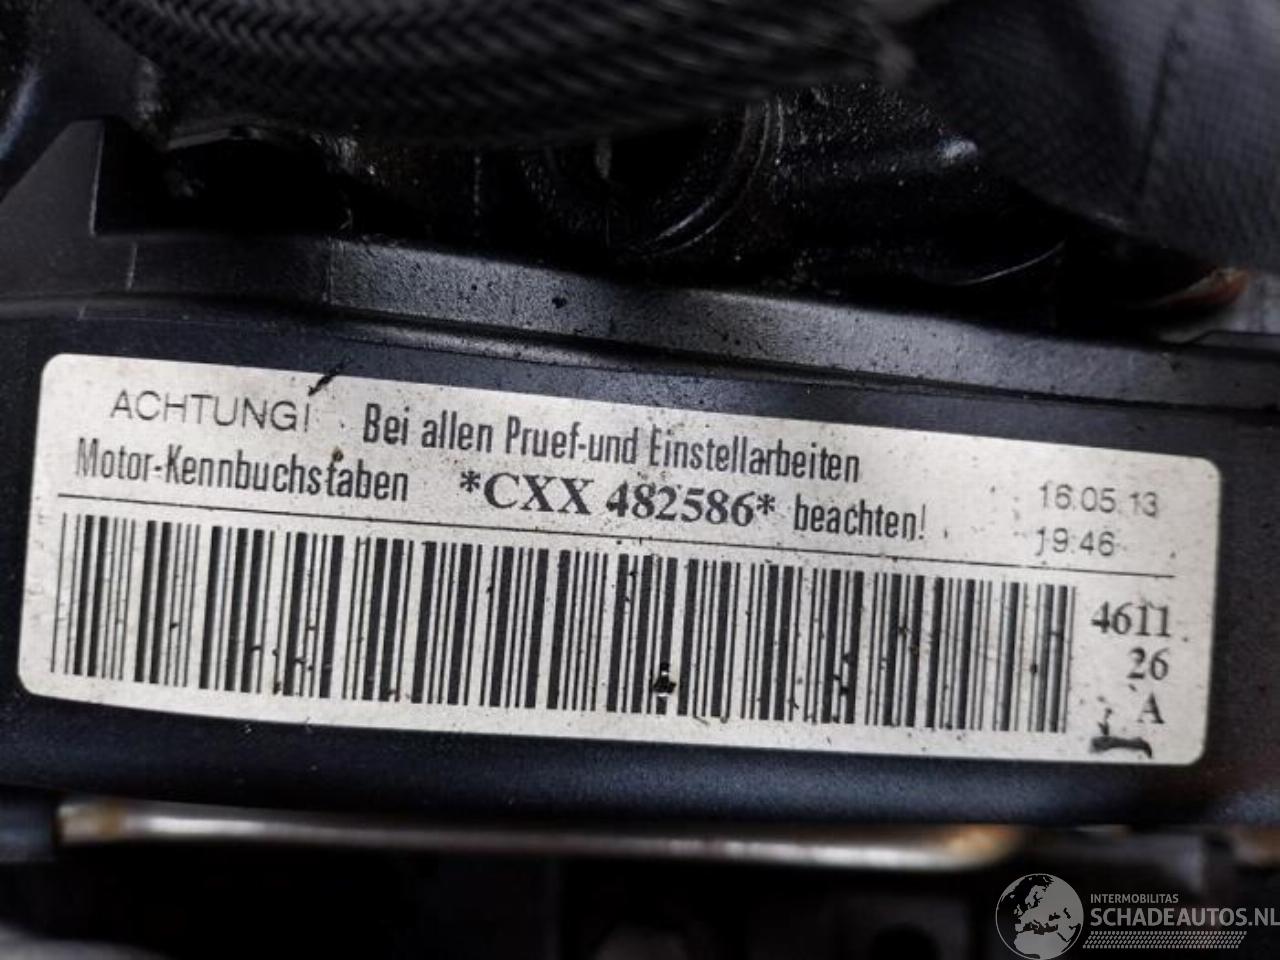 ACHTUNG! Bei allen Pruef-und Einstellarbeiten
Motor-Kennbuchstaben *CXX 482586* beachten!
16.05.13
19:46
4611
26
A
INTERMOBILITAS
SCHADEAUTOS.NL